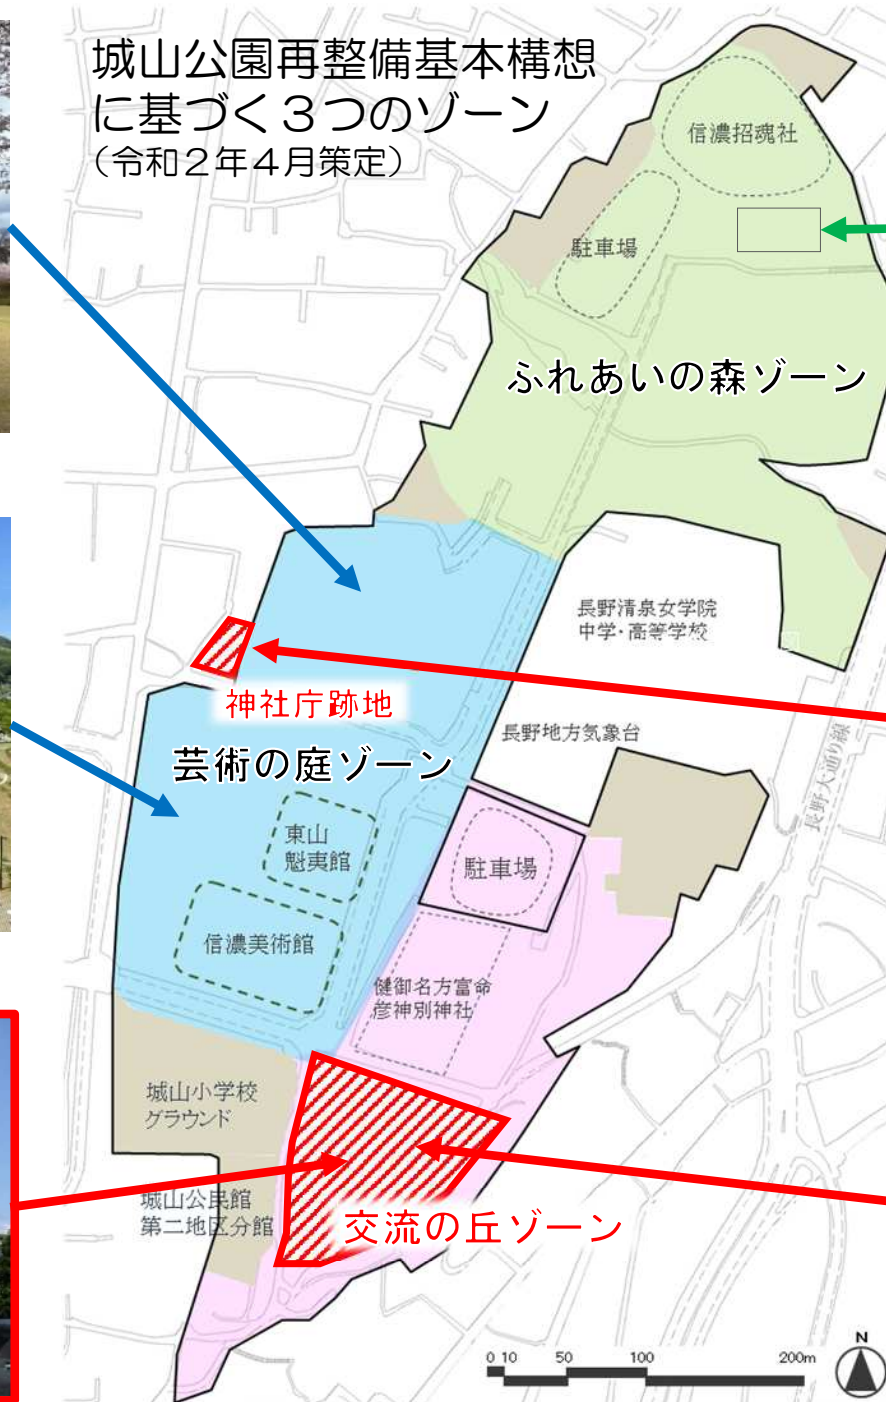 城山公園再整備基本構想
に基づく３つのゾーン
（令和２年４月策定）
信濃招魂社
駐車場
ふれあいの森ゾーン
長野清泉女学院
中学・高等学校
神社庁跡地
長野地方気象台
芸術の庭ゾーン
長野大通り線
東山
魁夷館
駐車場
信濃美術館
健御名方富命
彦神別神社
城山小学校
グラウンド
城山公民館
第二地区分館
交流の丘ゾーン
0 10 50 100 200m
N